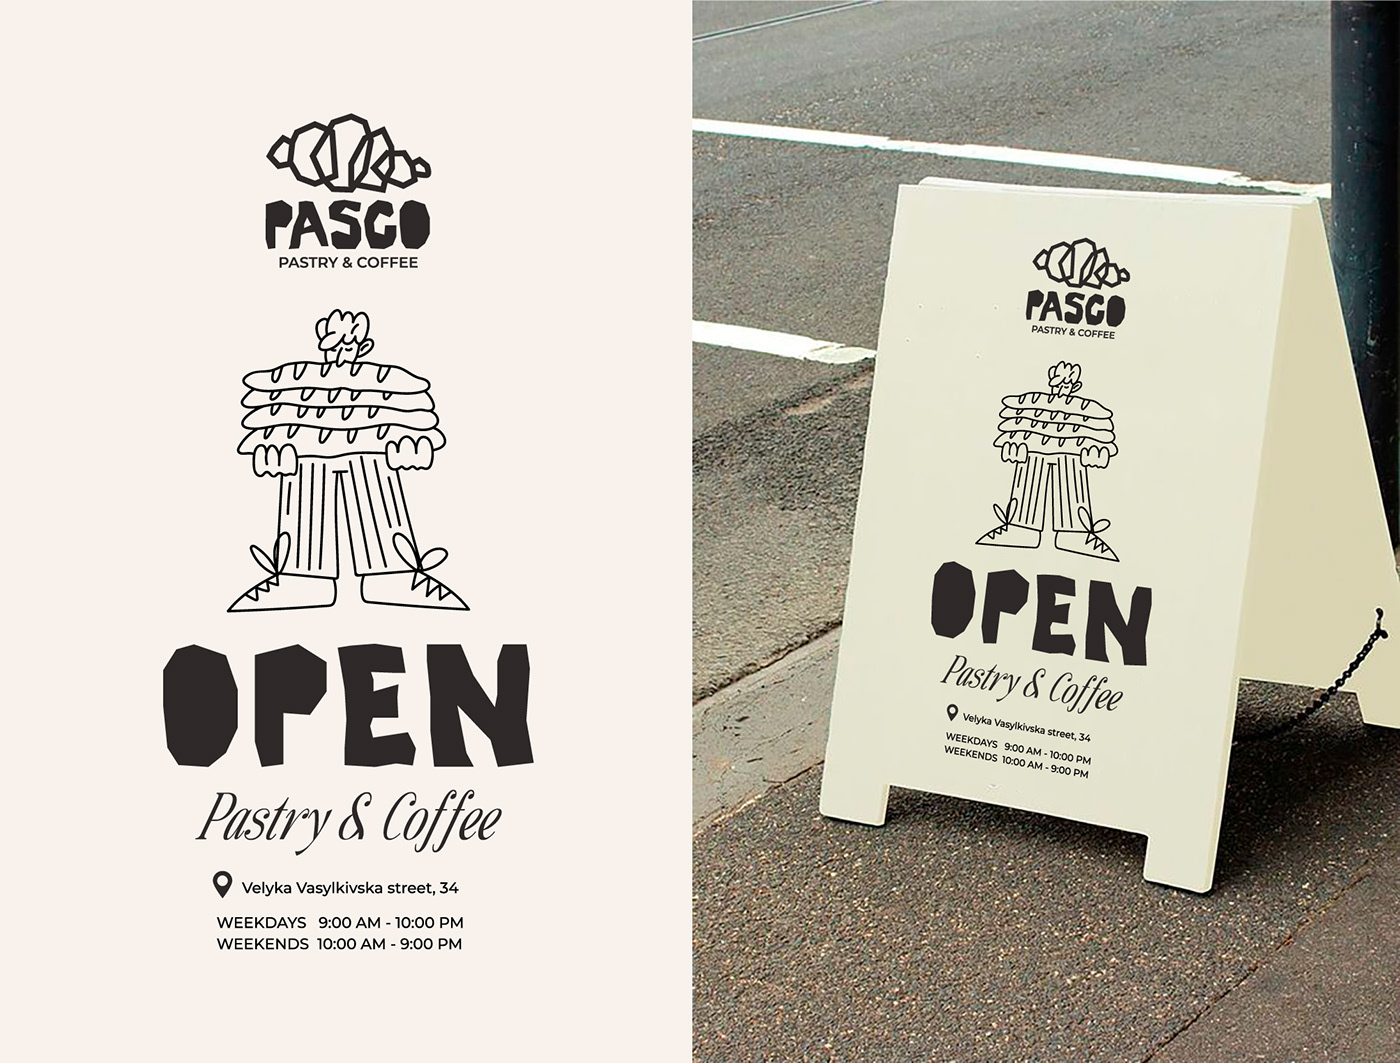 PASGO
PASTRY & COFFEE
OPEN
Pastry & Coffee
Velyka Vasylkivska street, 34
WEEKDAYS 9:00 AM - 10:00 PM
WEEKENDS 10:00 AM - 9:00 PM
PASGO
PASTRY & COFFEE
OPEN
Pastry & Coffee
Velyka Vasylkivska street, 34
WEEKDAYS 9:00 AM - 10:00 PM
WEEKENDS 10:00 AM - 9:00 PM